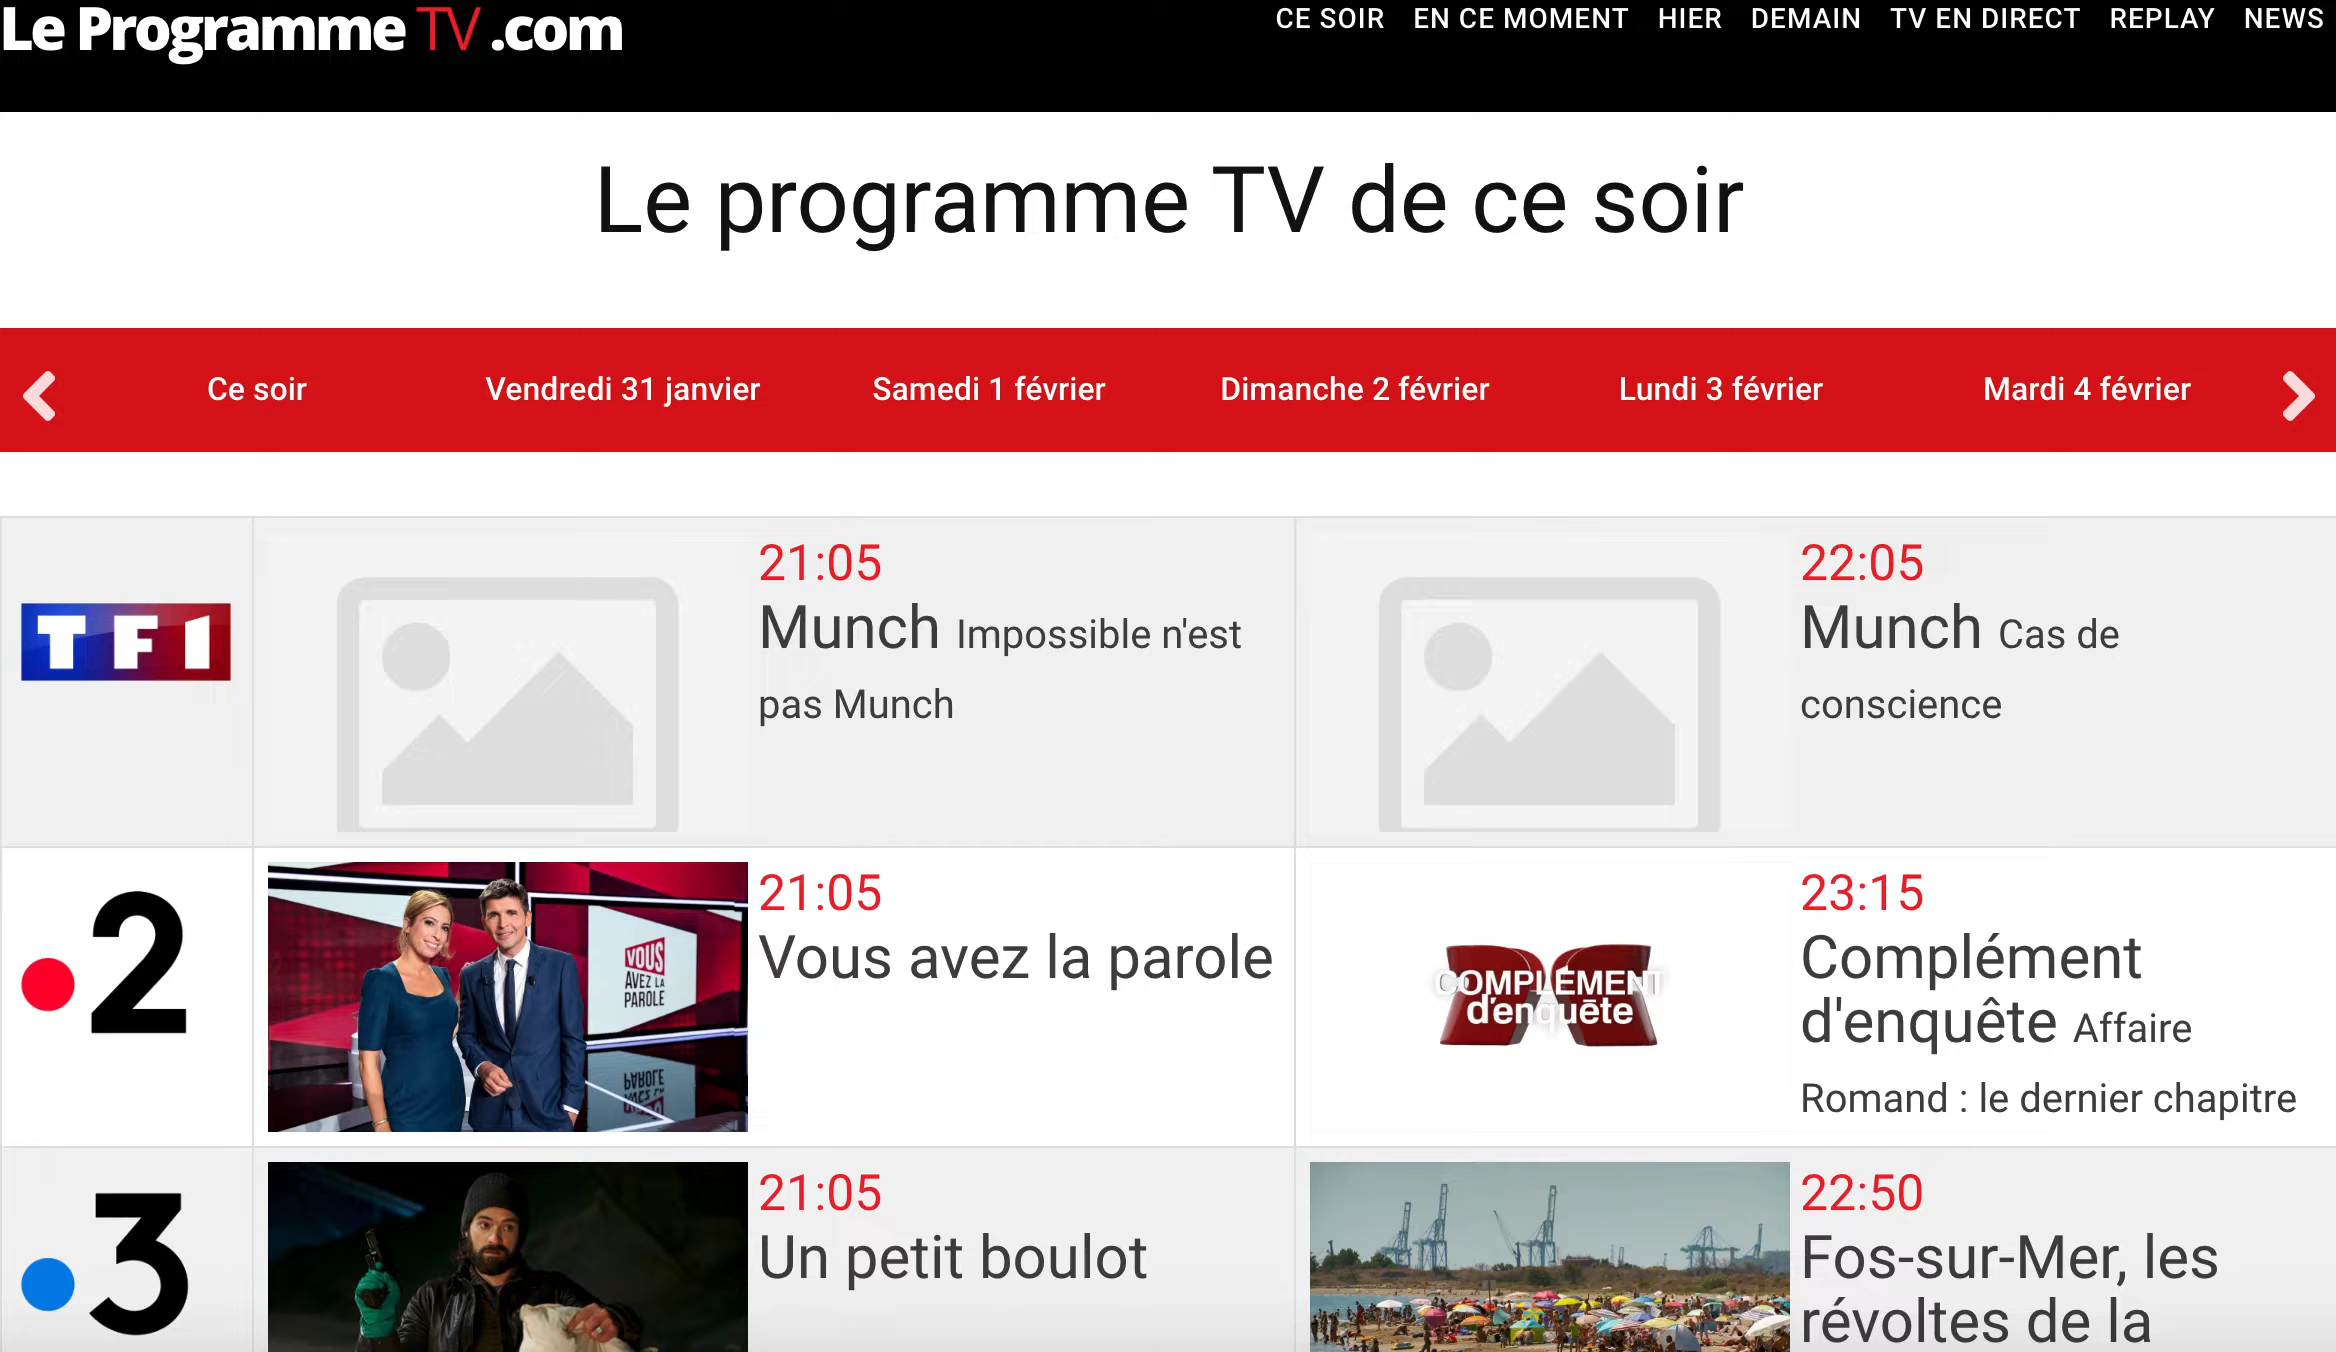 Le Programme TV .com
CE SOIR EN CE MOMENT HIER DEMAIN TV EN DIRECT REPLAY NEWS
Le programme TV de ce soir
Ce soir
Vendredi 31 janvier
Samedi 1 février
Dimanche 2 février
Lundi 3 février
Mardi 4 février
TF1
21:05
Munch Impossible n'est
pas Munch
22:05
Munch Cas de
conscience
2
VOUS
AVEZ LA
PAROLE
21:05
Vous avez la parole
COMPLÉMENT
d'enquête
23:15
Complément
d'enquête Affaire
Romand : le dernier chapitre
3
21:05
Un petit boulot
22:50
Fos-sur-Mer, les
révoltes de la